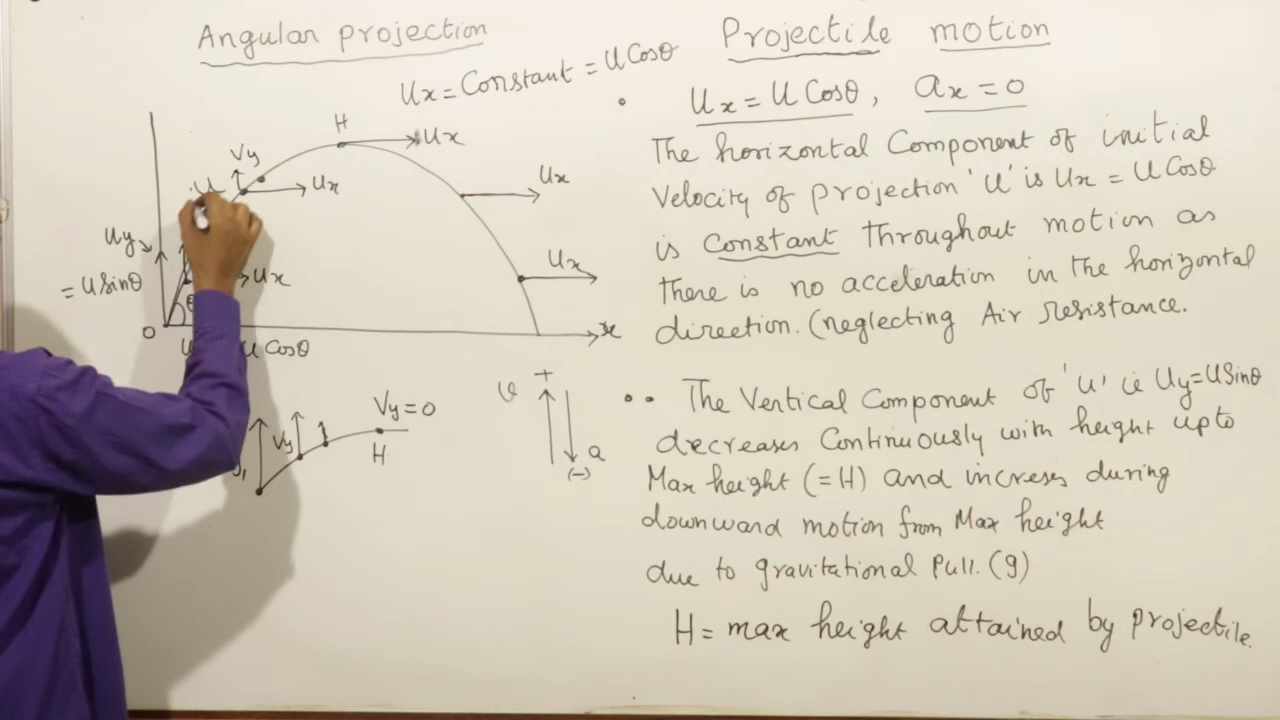 Angular projection
Ux = Constant = U Cosθ
H
Ux
Vy
Ux
Ux
Uy
= U Sinθ
Ux
Ux
θ
O
U Cosθ
x
Vy = 0
Vy
H
+
a
(-)
Projectile motion
Ux = U Cosθ, ax = 0
The horizontal Component of initial
Velocity of projection 'U' is Ux = U Cosθ
is Constant Throughout motion as
there is no acceleration in the horizontal
direction. (neglecting Air resistance.
The Vertical Component of 'U' ie Uy=USinθ
decreases Continuously with height upto
Max height (=H) and increses during
downward motion from Max height
due to gravitational Pull. (g)
H = max height attained by projectile.